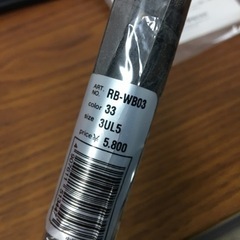 ART. NO. RB-WB03
color 33
size 3UL5
price ¥ 5,800